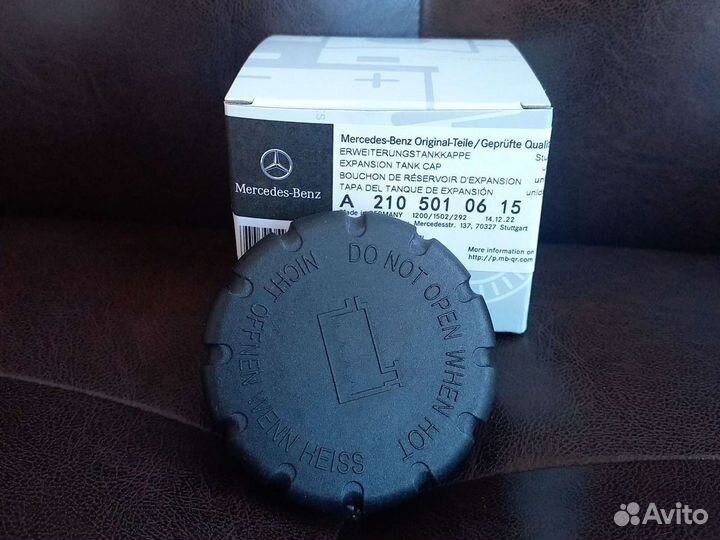 Mercedes-Benz Original-Teile/Geprüfte Quali
ERWEITERUNGSTANKKAPPE
EXPANSION TANK CAP
BOUCHON DE RÉSERVOIR D'EXPANSION
TAPA DEL TANQUE DE EXPANSIÓN
Mercedes-Benz
A 210 501 06 15
Made in GERMANY 1200/1502/292 14.12.22
Mercedesstr. 137, 70327 Stuttgart
More information on
http://p.mb-qr.com
DO NOT OPEN WHEN HOT
NICHT ÖFFNEN WENN HEISS
Avito